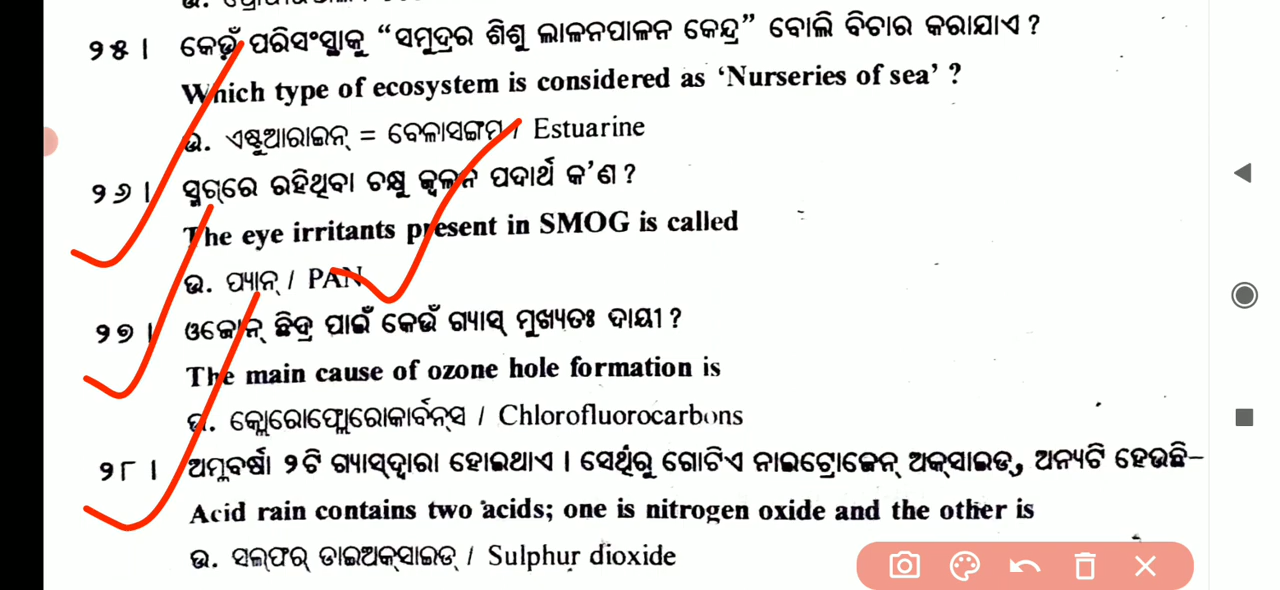 ୨୫। କେଉଁ ପରିସଂସ୍ଥାକୁ “ସମୁଦ୍ରର ଶିଶୁ ଲାଳନପାଳନ କେନ୍ଦ୍ର” ବୋଲି ବିଚାର କରାଯାଏ ?
Which type of ecosystem is considered as ‘Nurseries of sea’ ?
ଉ. ଏଷ୍ଟୁଆରାଇନ୍ = ବେଳାସଙ୍ଗମ / Estuarine
୨୬। ସ୍ମଗ୍‌ରେ ରହିଥିବା ଚକ୍ଷୁ ଜ୍ୱଳନ ପଦାର୍ଥ କ’ଣ ?
The eye irritants present in SMOG is called
ଉ. ପ୍ୟାନ୍ / PAN
୨୭। ଓଜୋନ୍ ଛିଦ୍ର ପାଇଁ କେଉଁ ଗ୍ୟାସ୍ ମୁଖ୍ୟତଃ ଦାୟୀ ?
The main cause of ozone hole formation is
ଉ. କ୍ଲୋରୋଫ୍ଲୋରୋକାର୍ବନ୍‌ସ / Chlorofluorocarbons
୨୮। ଅମ୍ଳବର୍ଷା ୨ଟି ଗ୍ୟାସ୍‌ଦ୍ୱାରା ହୋଇଥାଏ । ସେଥିରୁ ଗୋଟିଏ ନାଇଟ୍ରୋଜେନ୍ ଅକ୍‌ସାଇଡ୍, ଅନ୍ୟଟି ହେଉଛି–
Acid rain contains two acids; one is nitrogen oxide and the other is
ଉ. ସଲ୍‌ଫର୍ ଡାଇଅକ୍‌ସାଇଡ୍ / Sulphur dioxide